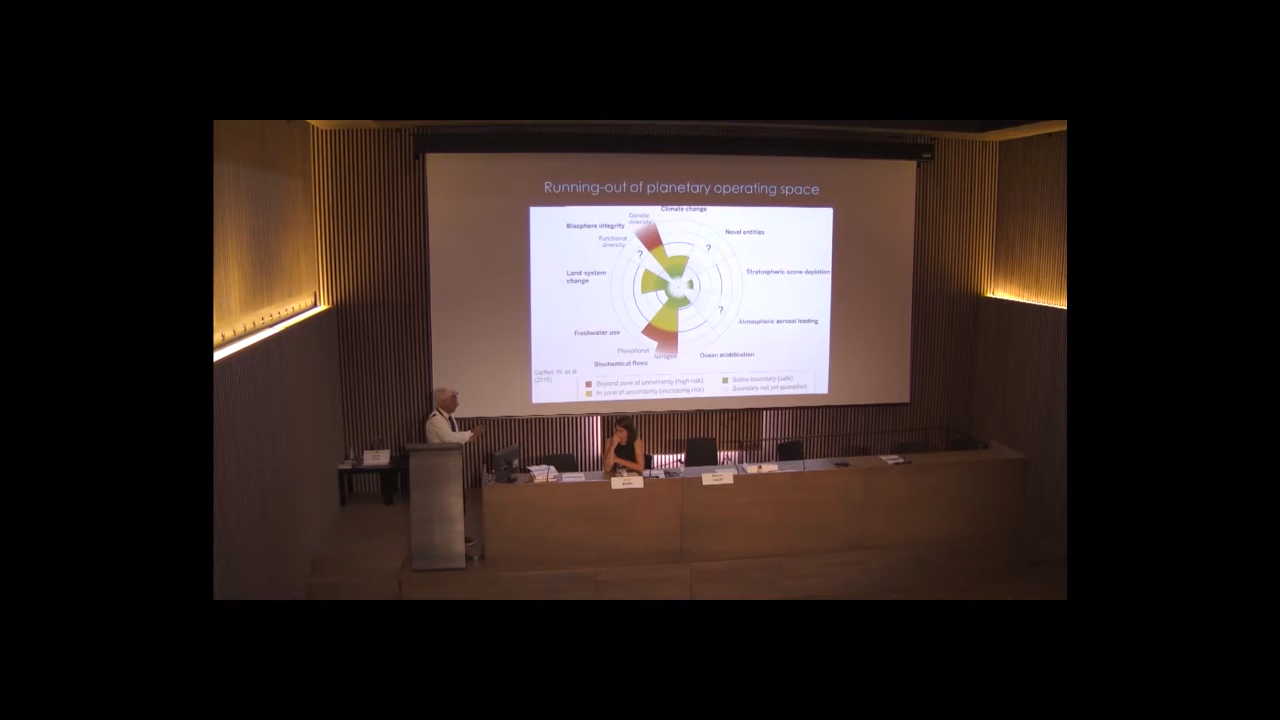 Running-out of planetary operating space
Climate change
Genetic
diversity
Biosphere integrity
Novel entities
Functional
diversity
?
?
Land-system
change
Stratospheric ozone depletion
?
Atmospheric aerosol loading
Freshwater use
Phosphorus
Nitrogen
Ocean acidification
Biochemical flows
Steffen, W. et al
(2015)
Beyond zone of uncertainty (high risk)
Below boundary (safe)
In zone of uncertainty (increasing risk)
Boundary not yet quantified